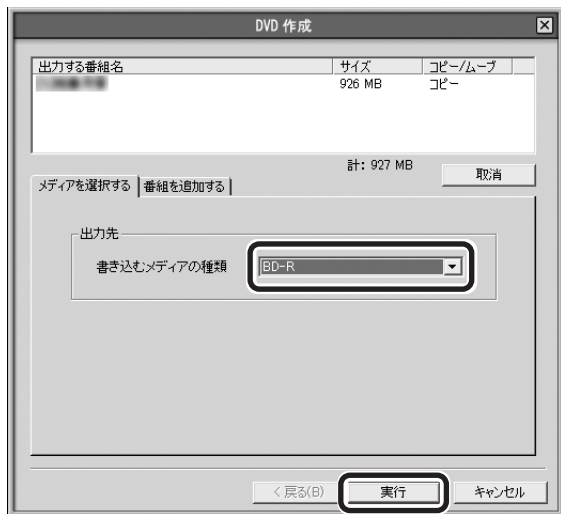 DVD 作成
出力する番組名 サイズ コピー/ムーブ
926 MB コピー
計: 927 MB
取消
メディアを選択する 番組を追加する
出力先
書き込むメディアの種類 BD-R
< 戻る(B) 実行 キャンセル